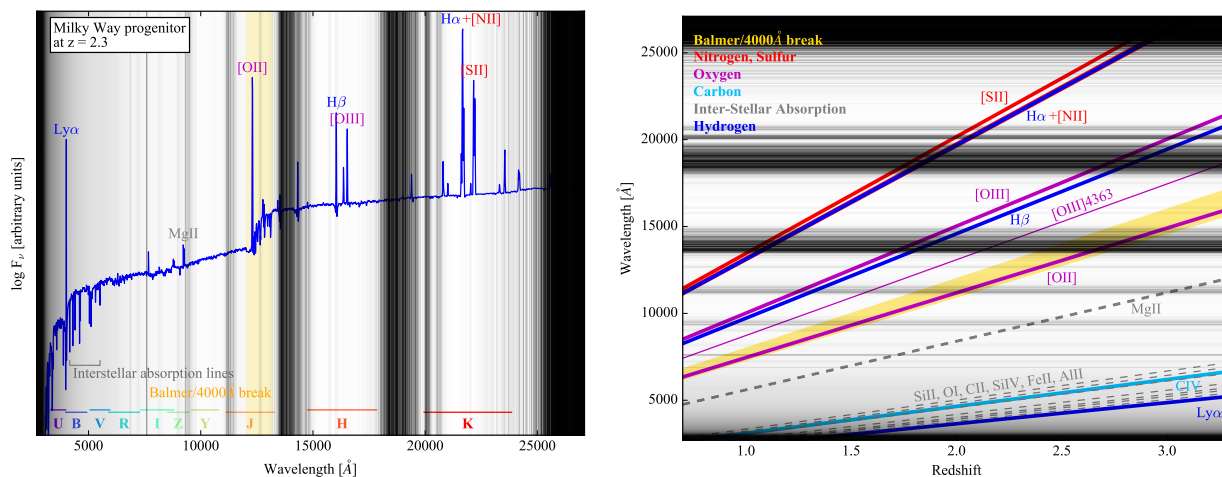 Milky Way progenitor
at z = 2.3
Hα+[NII]
[OII]
[SII]
Hβ
[OIII]
Lyα
MgII
Interstellar absorption lines
Balmer/4000Å break
U B V R I Z Y J H K
5000 10000 15000 20000 25000
Wavelength [Å]
log Fν [arbitrary units]
Balmer/4000Å break
Nitrogen, Sulfur
Oxygen
Carbon
Inter-Stellar Absorption
Hydrogen
[SII]
Hα+[NII]
[OIII]
[OIII]4363
Hβ
[OII]
MgII
SiII, OI, CII, SiIV, FeII, AlII
CIV
Lyα
25000
20000
15000
10000
5000
Wavelength [Å]
1.0 1.5 2.0 2.5 3.0
Redshift